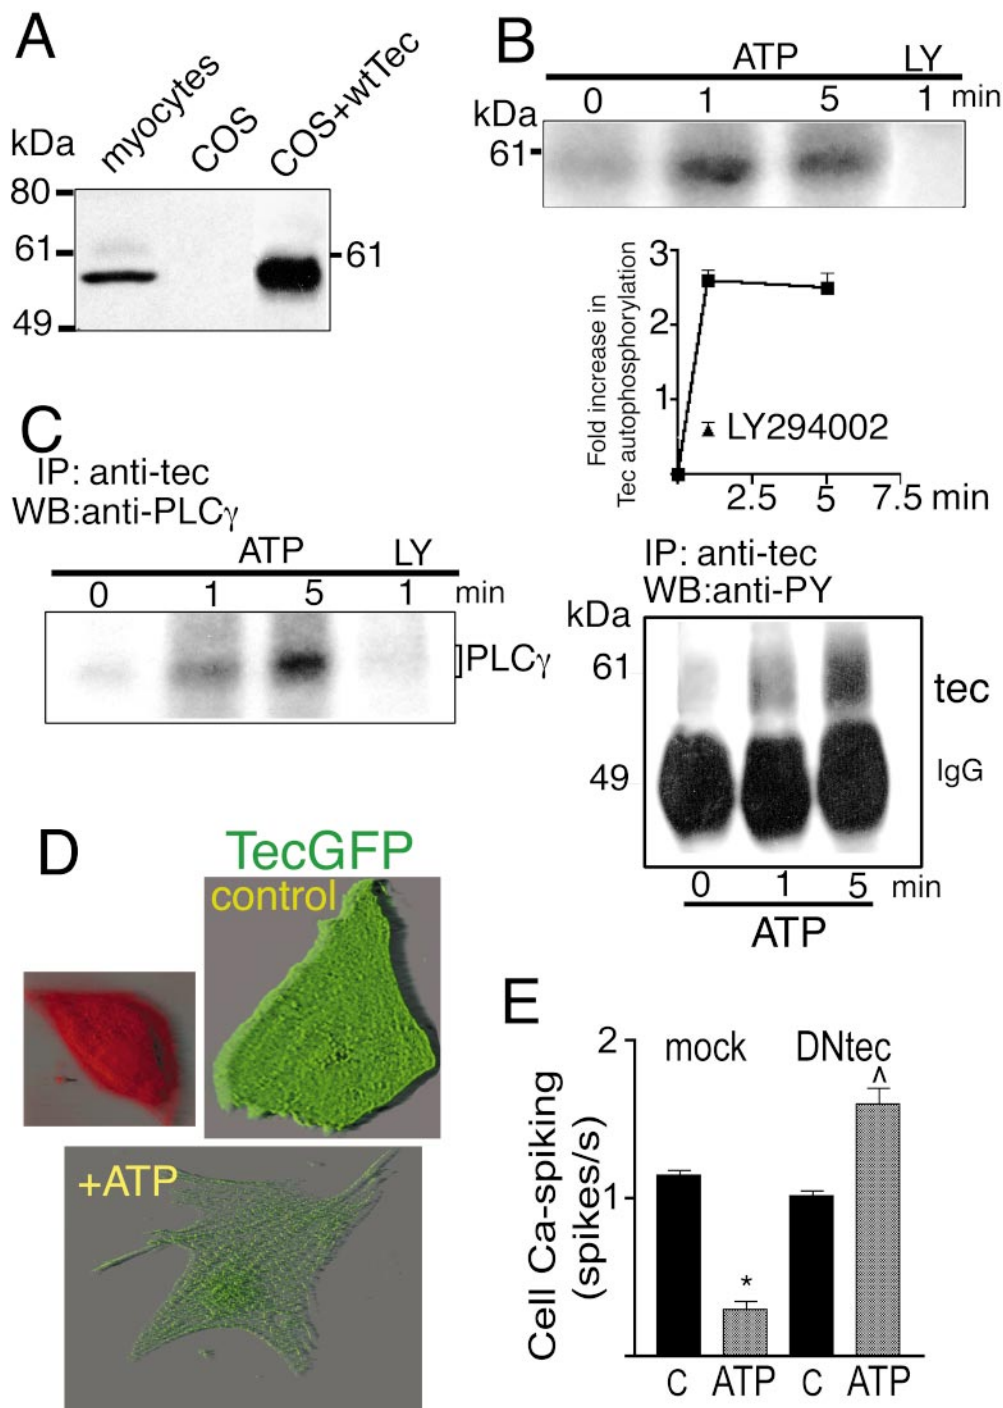 A
myocytes
COS
COS+wtTec
kDa
80
61
49
61
B
ATP LY
0 1 5 1 min
kDa
61
3
2
1
Fold increase in
Tec autophosphorylation
LY294002
2.5 5 7.5 min
C
IP: anti-tec
WB:anti-PLCγ
ATP LY
0 1 5 1 min
PLCγ
IP: anti-tec
WB:anti-PY
kDa
61
49
tec
IgG
0 1 5 min
ATP
D
TecGFP
control
+ATP
E
2
1
Cell Ca-spiking
(spikes/s)
mock DNtec
*
^
C ATP C ATP